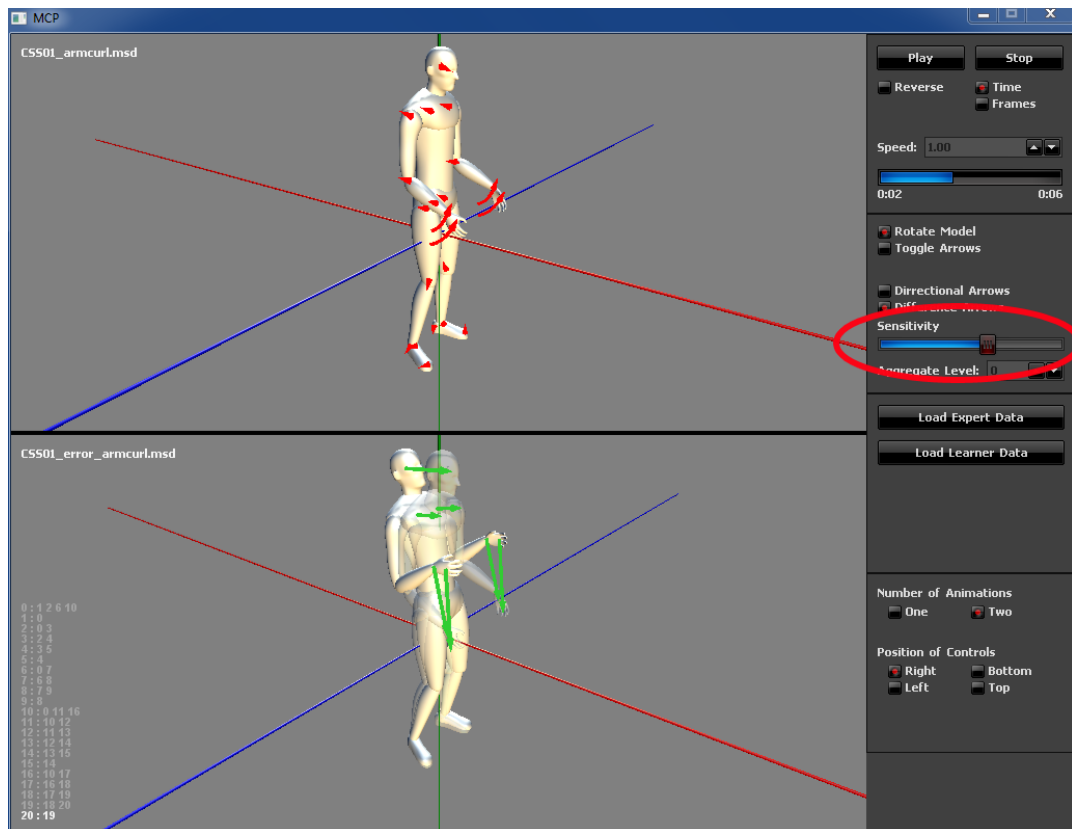 MCP
CSS01_armcurl.msd
Play Stop
Reverse Time
Frames
Speed: 1.00
0:02 0:06
Rotate Model
Toggle Arrows
Dirrectional Arrows
Difference Arrows
Sensitivity
Aggregate Level: 0
Load Expert Data
Load Learner Data
CSS01_error_armcurl.msd
0 : 1 2 6 10
1 : 0
2 : 0 3
3 : 2 4
4 : 3 5
5 : 4
6 : 0 7
7 : 6 8
8 : 7 9
9 : 8
10 : 0 11 16
11 : 10 12
12 : 11 13
13 : 12 14
14 : 13 15
15 : 14
16 : 10 17
17 : 16 18
18 : 17 19
19 : 18 20
20 : 19
Number of Animations
One Two
Position of Controls
Right Bottom
Left Top